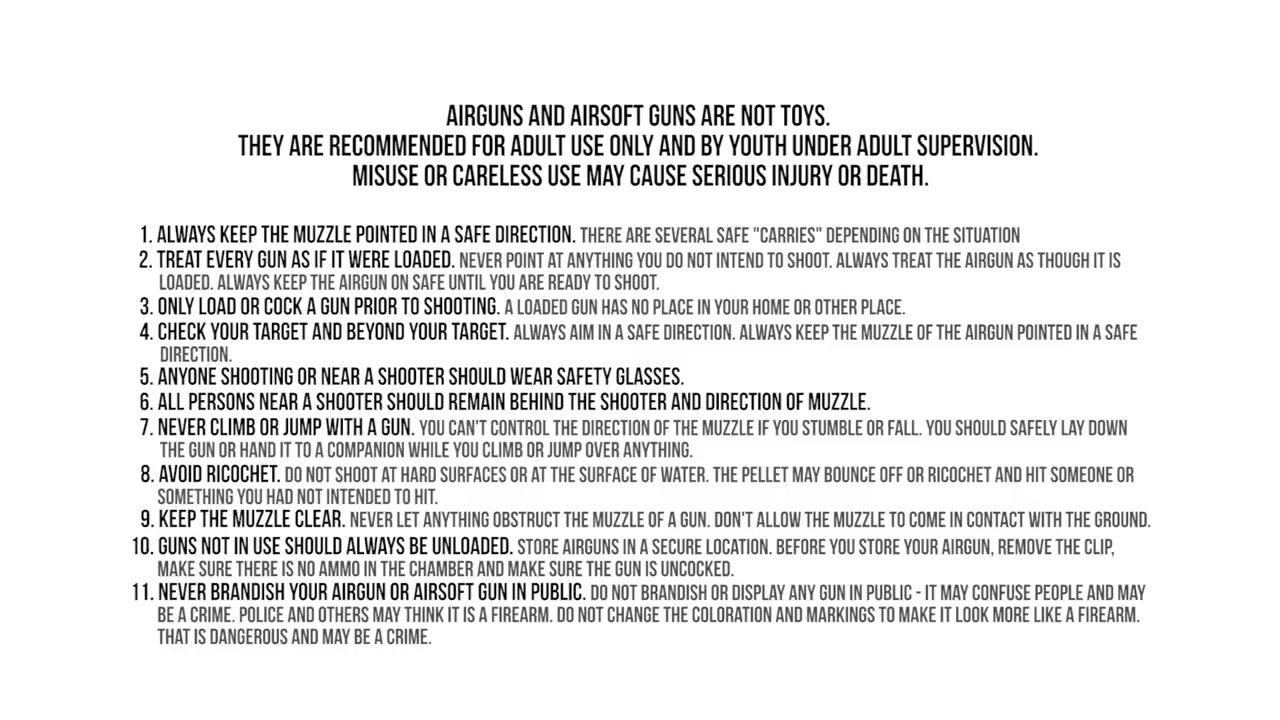 AIRGUNS AND AIRSOFT GUNS ARE NOT TOYS.
THEY ARE RECOMMENDED FOR ADULT USE ONLY AND BY YOUTH UNDER ADULT SUPERVISION.
MISUSE OR CARELESS USE MAY CAUSE SERIOUS INJURY OR DEATH.
1. ALWAYS KEEP THE MUZZLE POINTED IN A SAFE DIRECTION. THERE ARE SEVERAL SAFE "CARRIES" DEPENDING ON THE SITUATION
2. TREAT EVERY GUN AS IF IT WERE LOADED. NEVER POINT AT ANYTHING YOU DO NOT INTEND TO SHOOT. ALWAYS TREAT THE AIRGUN AS THOUGH IT IS
LOADED. ALWAYS KEEP THE AIRGUN ON SAFE UNTIL YOU ARE READY TO SHOOT.
3. ONLY LOAD OR COCK A GUN PRIOR TO SHOOTING. A LOADED GUN HAS NO PLACE IN YOUR HOME OR OTHER PLACE.
4. CHECK YOUR TARGET AND BEYOND YOUR TARGET. ALWAYS AIM IN A SAFE DIRECTION. ALWAYS KEEP THE MUZZLE OF THE AIRGUN POINTED IN A SAFE
DIRECTION.
5. ANYONE SHOOTING OR NEAR A SHOOTER SHOULD WEAR SAFETY GLASSES.
6. ALL PERSONS NEAR A SHOOTER SHOULD REMAIN BEHIND THE SHOOTER AND DIRECTION OF MUZZLE.
7. NEVER CLIMB OR JUMP WITH A GUN. YOU CAN'T CONTROL THE DIRECTION OF THE MUZZLE IF YOU STUMBLE OR FALL. YOU SHOULD SAFELY LAY DOWN
THE GUN OR HAND IT TO A COMPANION WHILE YOU CLIMB OR JUMP OVER ANYTHING.
8. AVOID RICOCHET. DO NOT SHOOT AT HARD SURFACES OR AT THE SURFACE OF WATER. THE PELLET MAY BOUNCE OFF OR RICOCHET AND HIT SOMEONE OR
SOMETHING YOU HAD NOT INTENDED TO HIT.
9. KEEP THE MUZZLE CLEAR. NEVER LET ANYTHING OBSTRUCT THE MUZZLE OF A GUN. DON'T ALLOW THE MUZZLE TO COME IN CONTACT WITH THE GROUND.
10. GUNS NOT IN USE SHOULD ALWAYS BE UNLOADED. STORE AIRGUNS IN A SECURE LOCATION. BEFORE YOU STORE YOUR AIRGUN, REMOVE THE CLIP,
MAKE SURE THERE IS NO AMMO IN THE CHAMBER AND MAKE SURE THE GUN IS UNCOCKED.
11. NEVER BRANDISH YOUR AIRGUN OR AIRSOFT GUN IN PUBLIC. DO NOT BRANDISH OR DISPLAY ANY GUN IN PUBLIC - IT MAY CONFUSE PEOPLE AND MAY
BE A CRIME. POLICE AND OTHERS MAY THINK IT IS A FIREARM. DO NOT CHANGE THE COLORATION AND MARKINGS TO MAKE IT LOOK MORE LIKE A FIREARM.
THAT IS DANGEROUS AND MAY BE A CRIME.